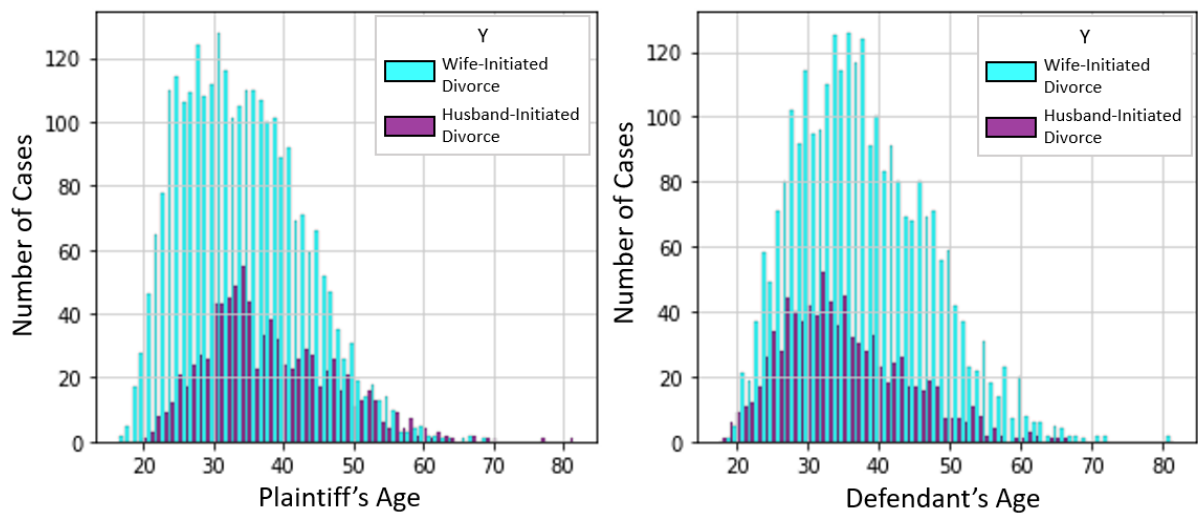 Y
Wife-Initiated
Divorce
Husband-Initiated
Divorce
Number of Cases
120
100
80
60
40
20
0
20 30 40 50 60 70 80
Plaintiff's Age
Y
Wife-Initiated
Divorce
Husband-Initiated
Divorce
Number of Cases
120
100
80
60
40
20
0
20 30 40 50 60 70 80
Defendant's Age